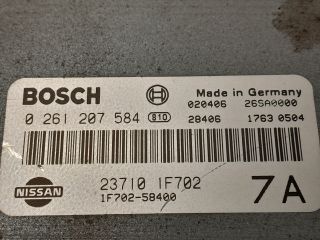 BOSCH Made in Germany
020406 26SA0000
0 261 207 584 810 28406 1763 0504
NISSAN 23710 1F702 7A
1F702-58400